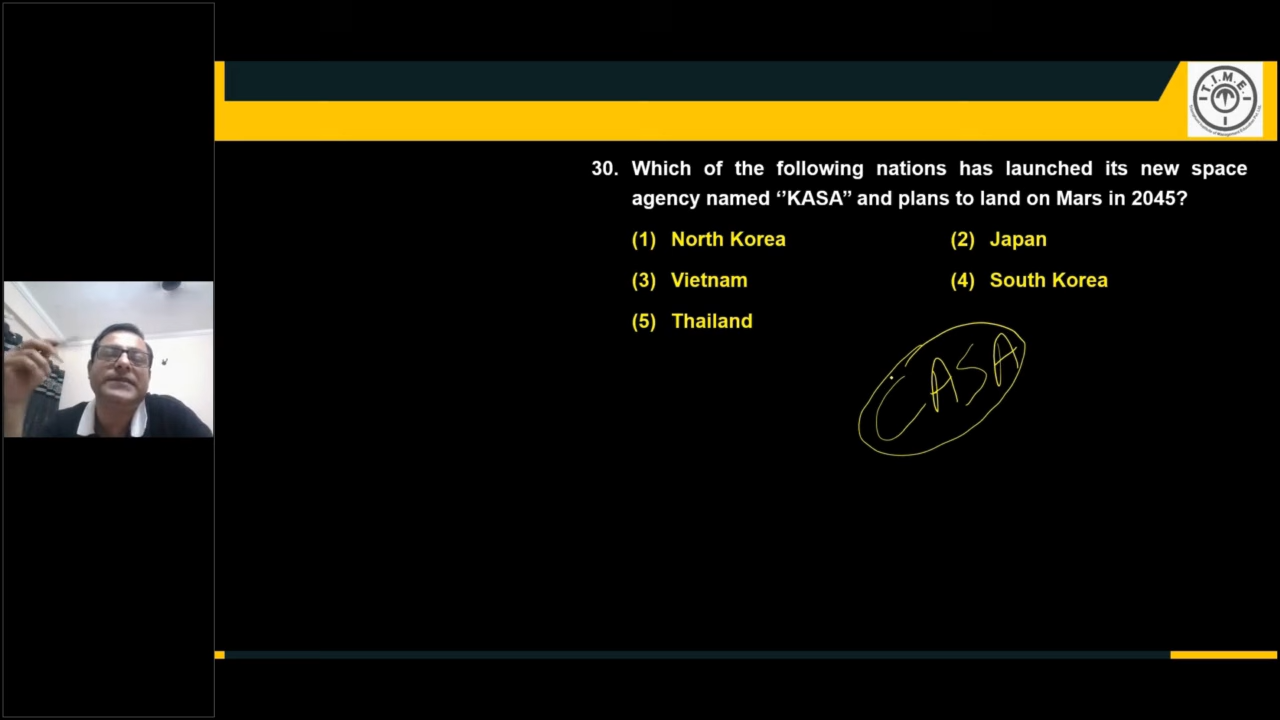 T.I.M.E.
30. Which of the following nations has launched its new space
agency named ‘’KASA’’ and plans to land on Mars in 2045?
(1) North Korea (2) Japan
(3) Vietnam (4) South Korea
(5) Thailand
CASA